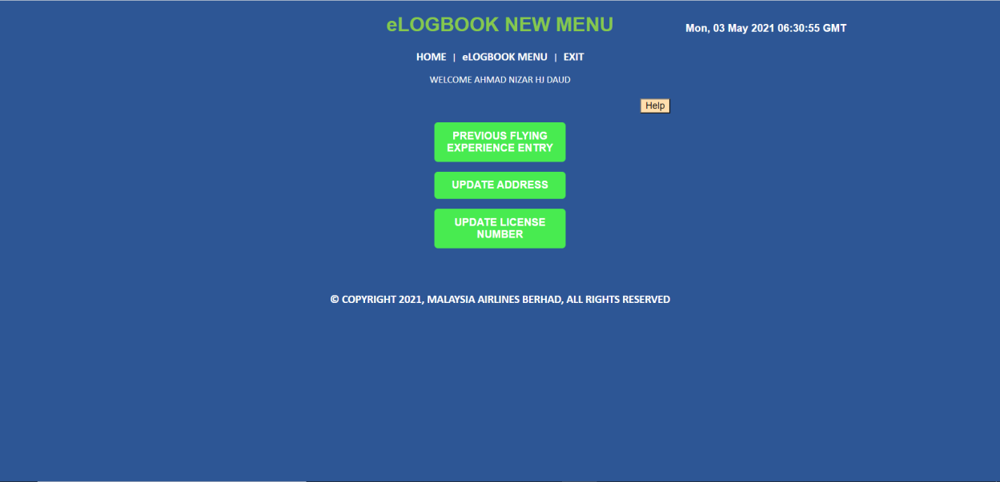 eLOGBOOK NEW MENU
Mon, 03 May 2021 06:30:55 GMT
HOME | eLOGBOOK MENU | EXIT
WELCOME AHMAD NIZAR HJ DAUD
Help
PREVIOUS FLYING
EXPERIENCE ENTRY
UPDATE ADDRESS
UPDATE LICENSE
NUMBER
© COPYRIGHT 2021, MALAYSIA AIRLINES BERHAD, ALL RIGHTS RESERVED